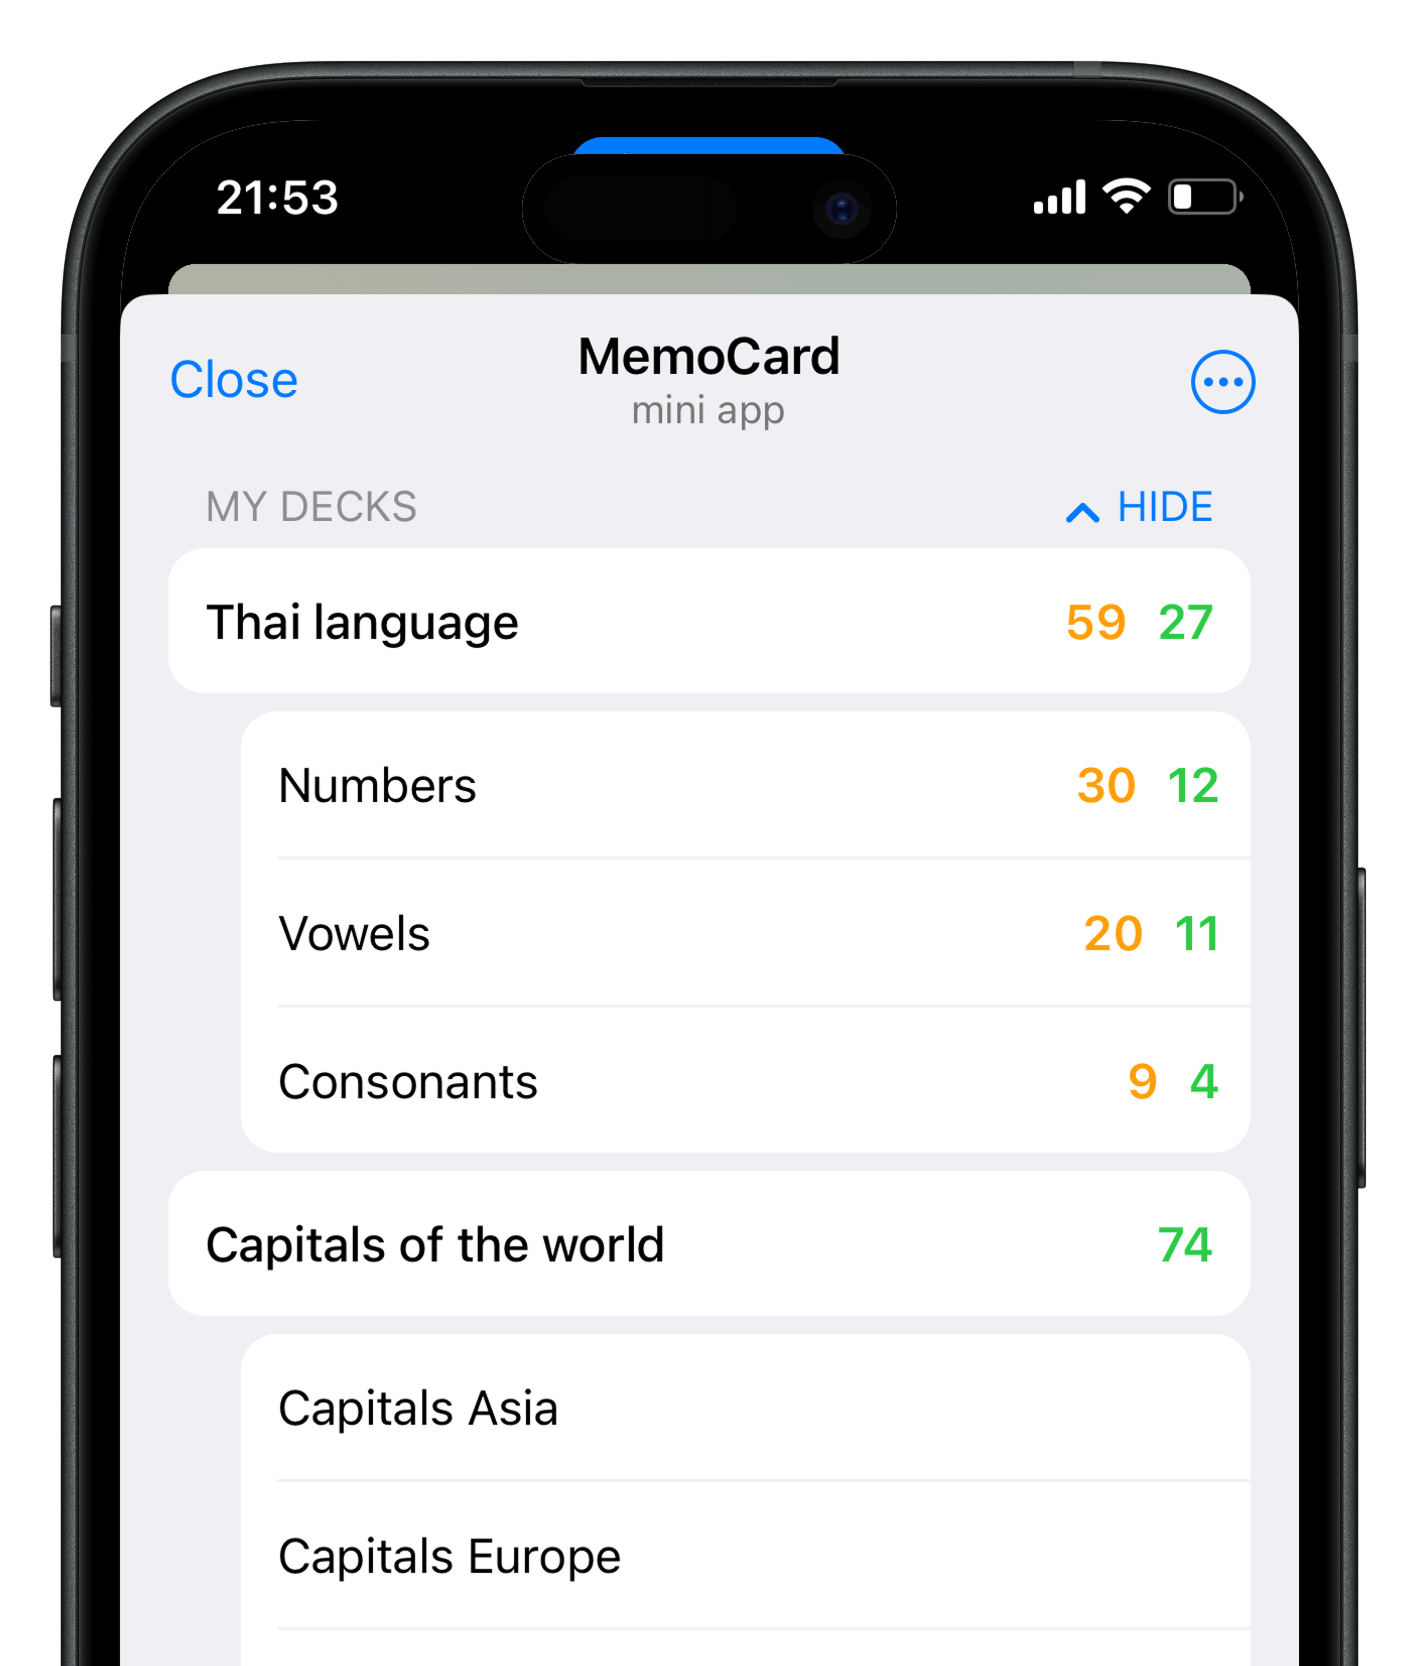 21:53
Close
MemoCard
mini app
MY DECKS
HIDE
Thai language 59 27
Numbers 30 12
Vowels 20 11
Consonants 9 4
Capitals of the world 74
Capitals Asia
Capitals Europe